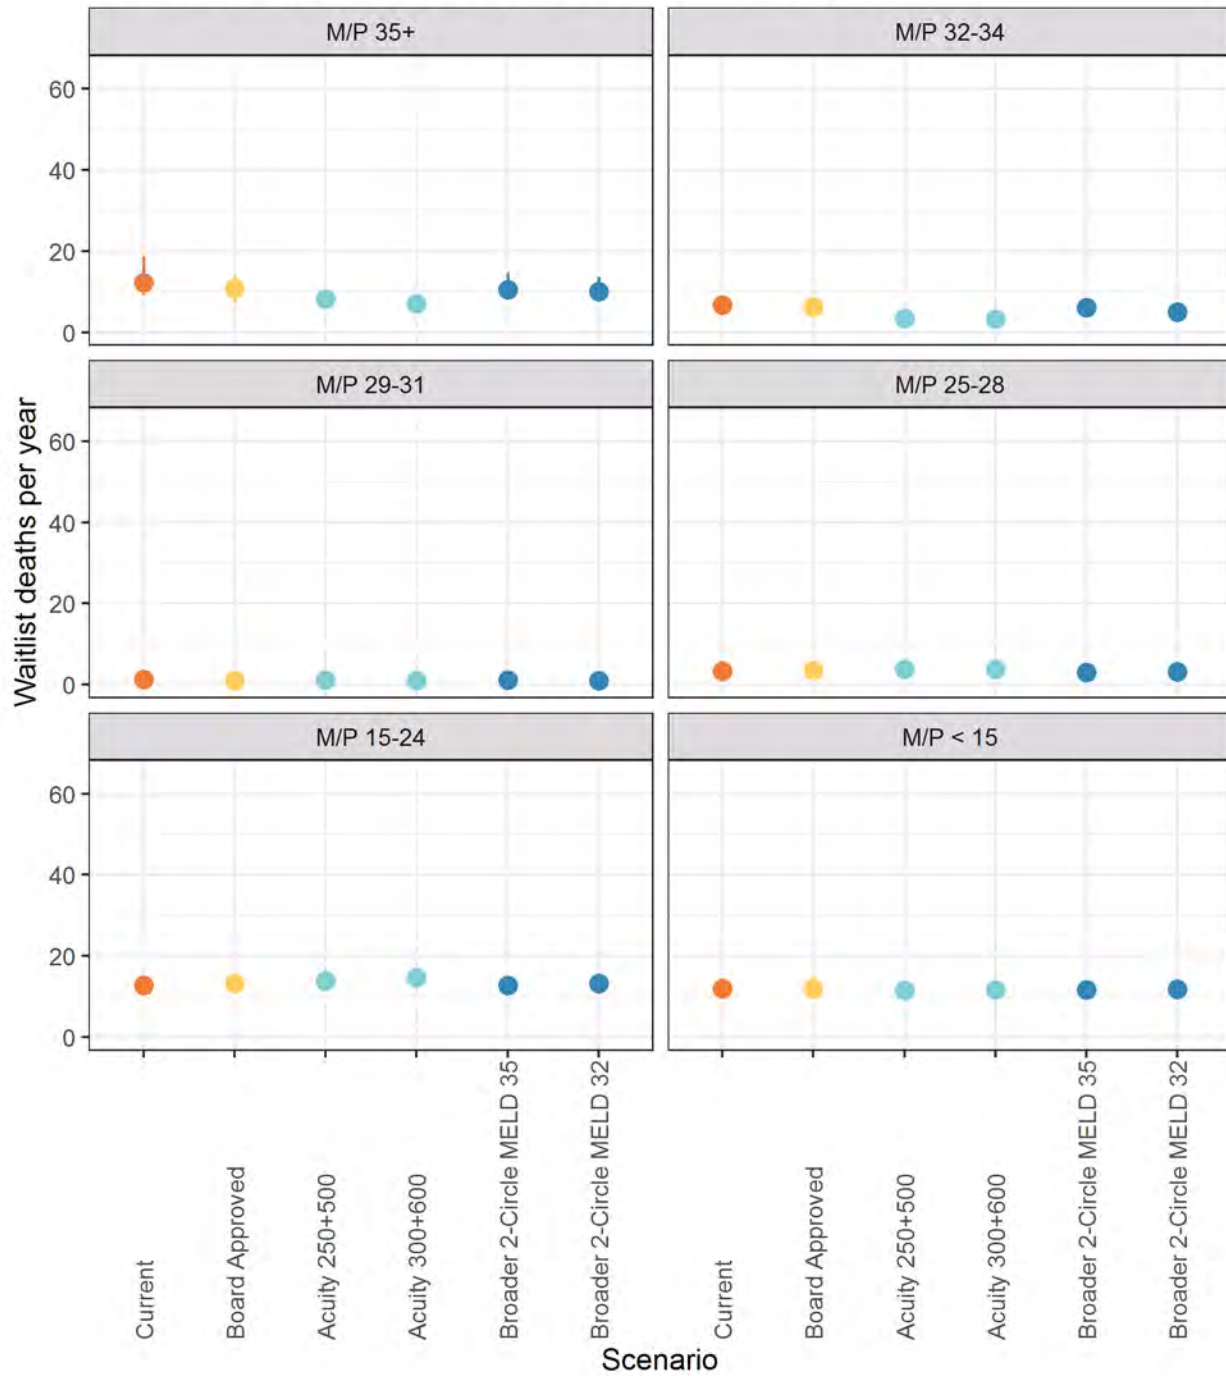 M/P 35+
M/P 32-34
60
40
20
0
M/P 29-31
M/P 25-28
60
40
20
0
Waitlist deaths per year
M/P 15-24
M/P < 15
60
40
20
0
Current
Board Approved
Acuity 250+500
Acuity 300+600
Broader 2-Circle MELD 35
Broader 2-Circle MELD 32
Current
Board Approved
Acuity 250+500
Acuity 300+600
Broader 2-Circle MELD 35
Broader 2-Circle MELD 32
Scenario